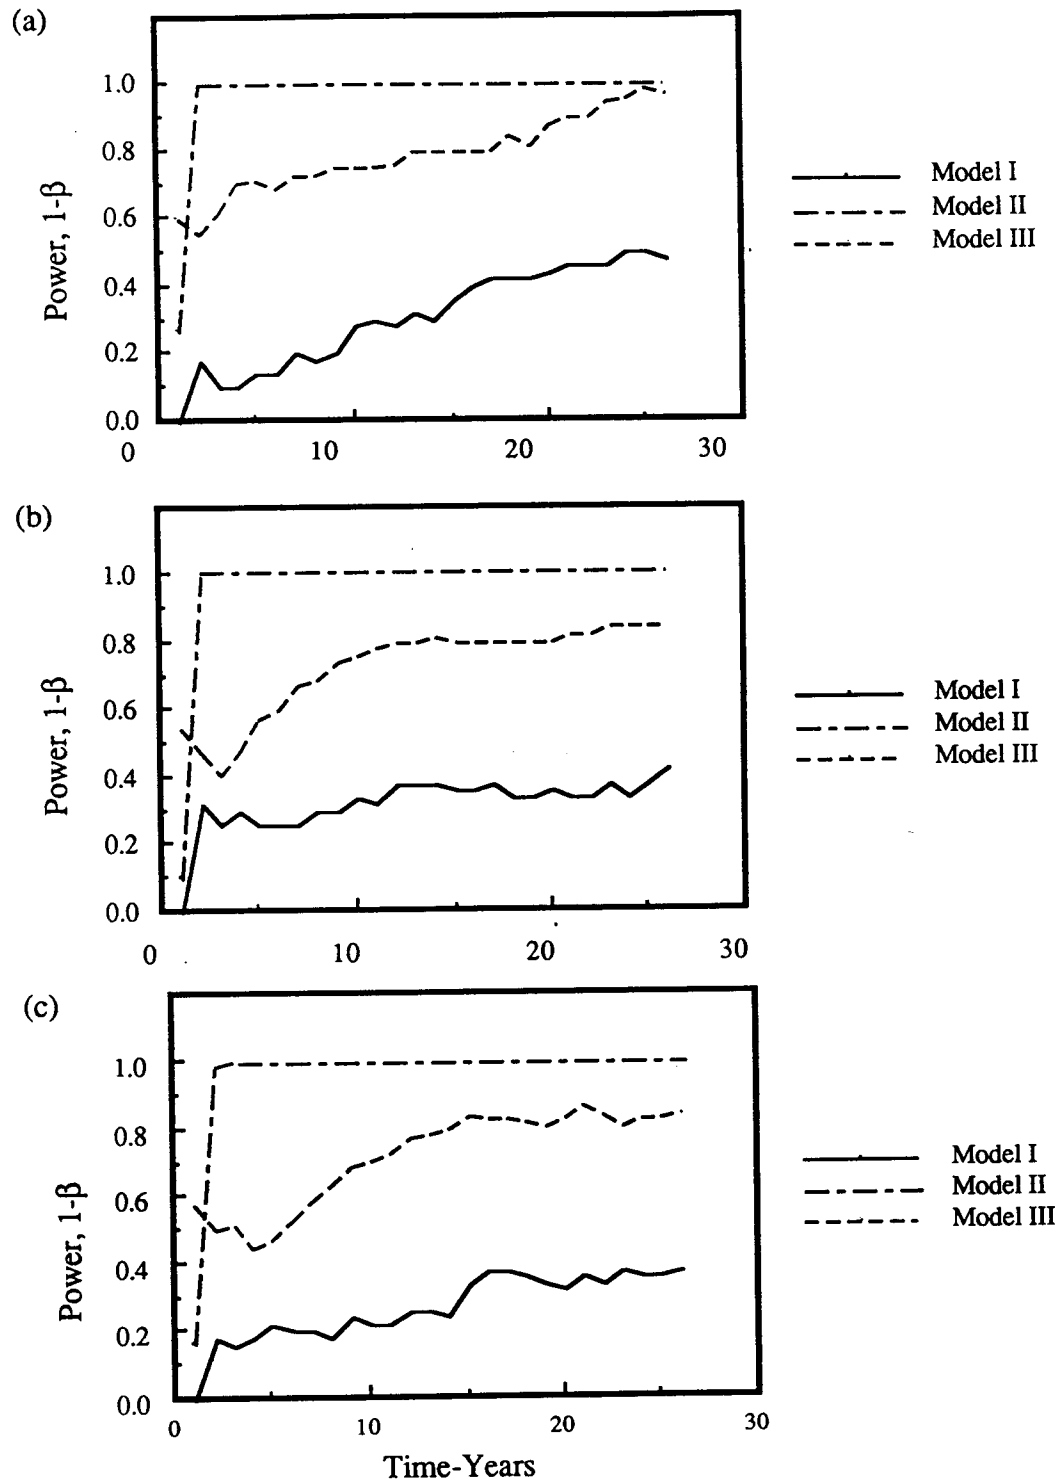 (a)
1.0
0.8
0.6
0.4
0.2
0.0
Power, 1-β
0 10 20 30
Model I
Model II
Model III
(b)
1.0
0.8
0.6
0.4
0.2
0.0
Power, 1-β
0 10 20 30
Model I
Model II
Model III
(c)
1.0
0.8
0.6
0.4
0.2
0.0
Power, 1-β
0 10 20 30
Time-Years
Model I
Model II
Model III